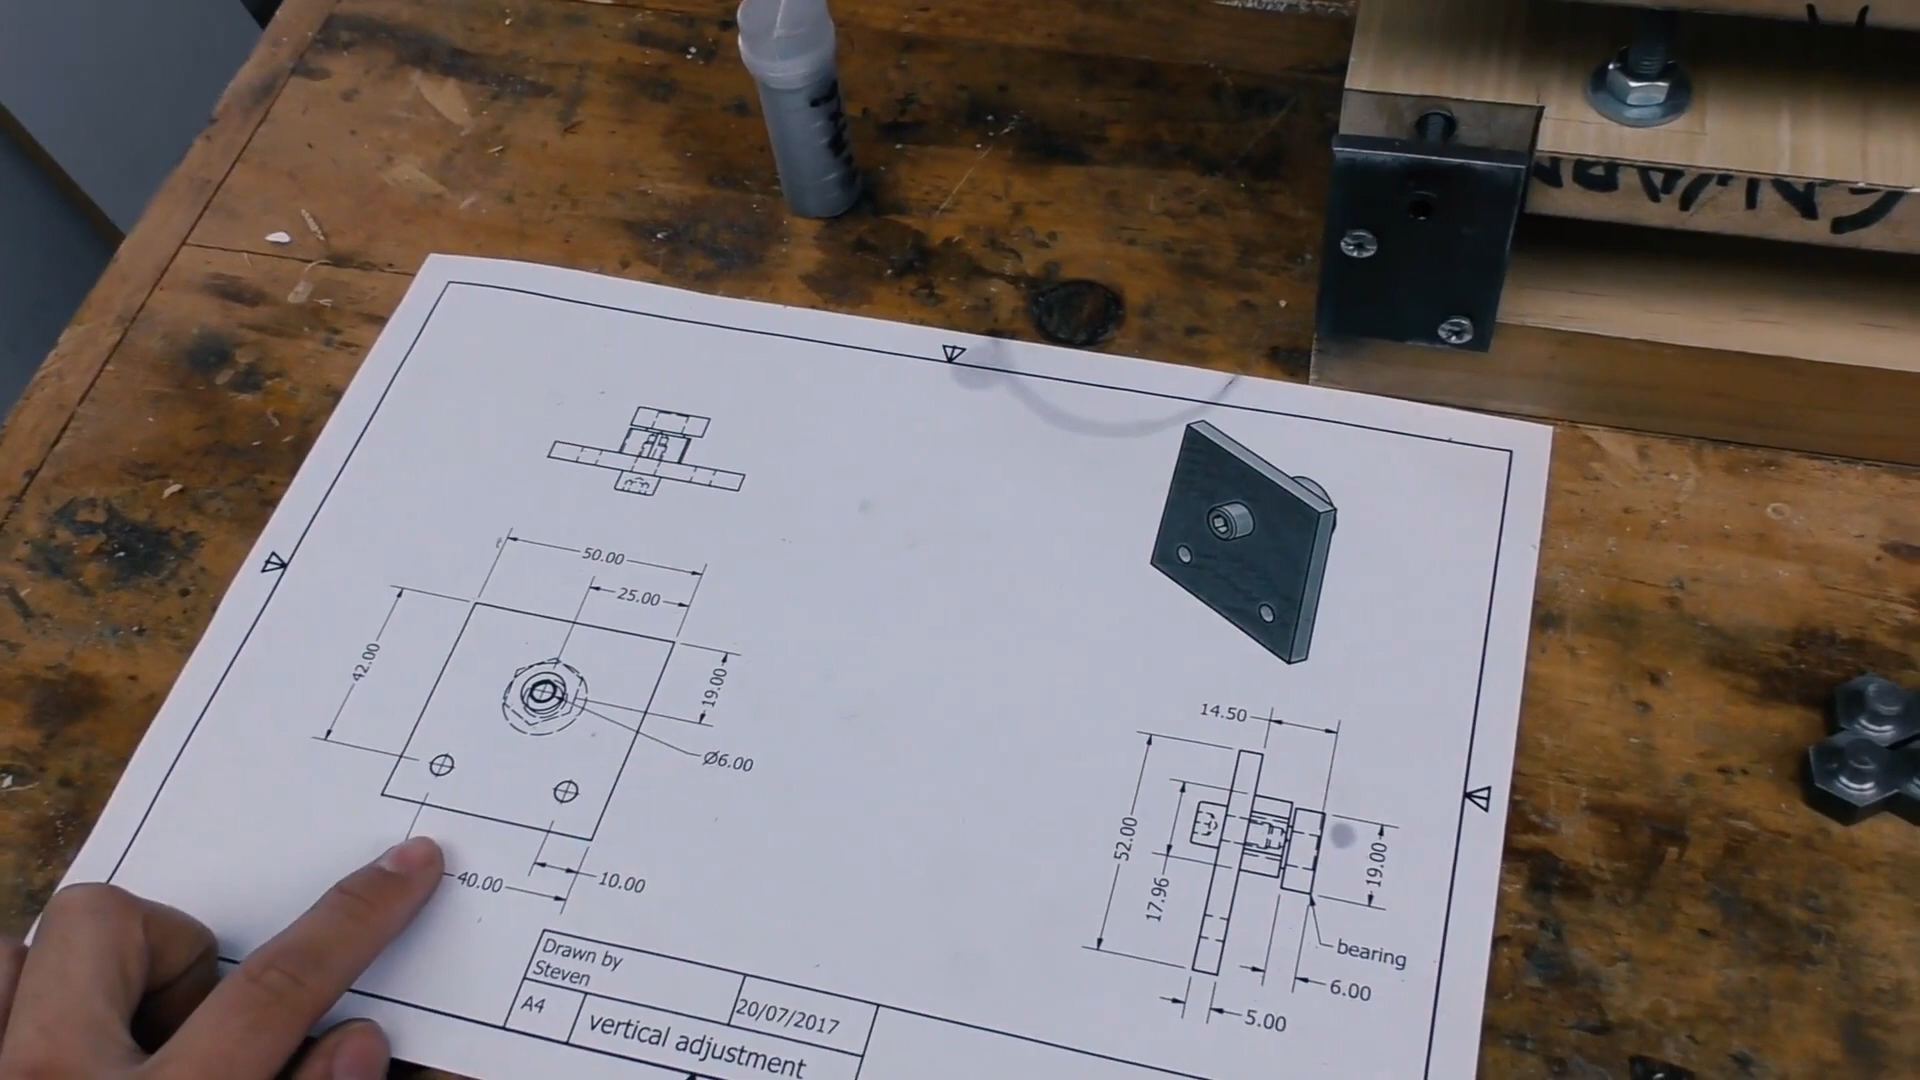 50.00
25.00
42.00
19.00
Ø6.00
40.00
10.00
14.50
52.00
17.96
19.00
bearing
6.00
5.00
Drawn by
Steven
20/07/2017
A4
vertical adjustment